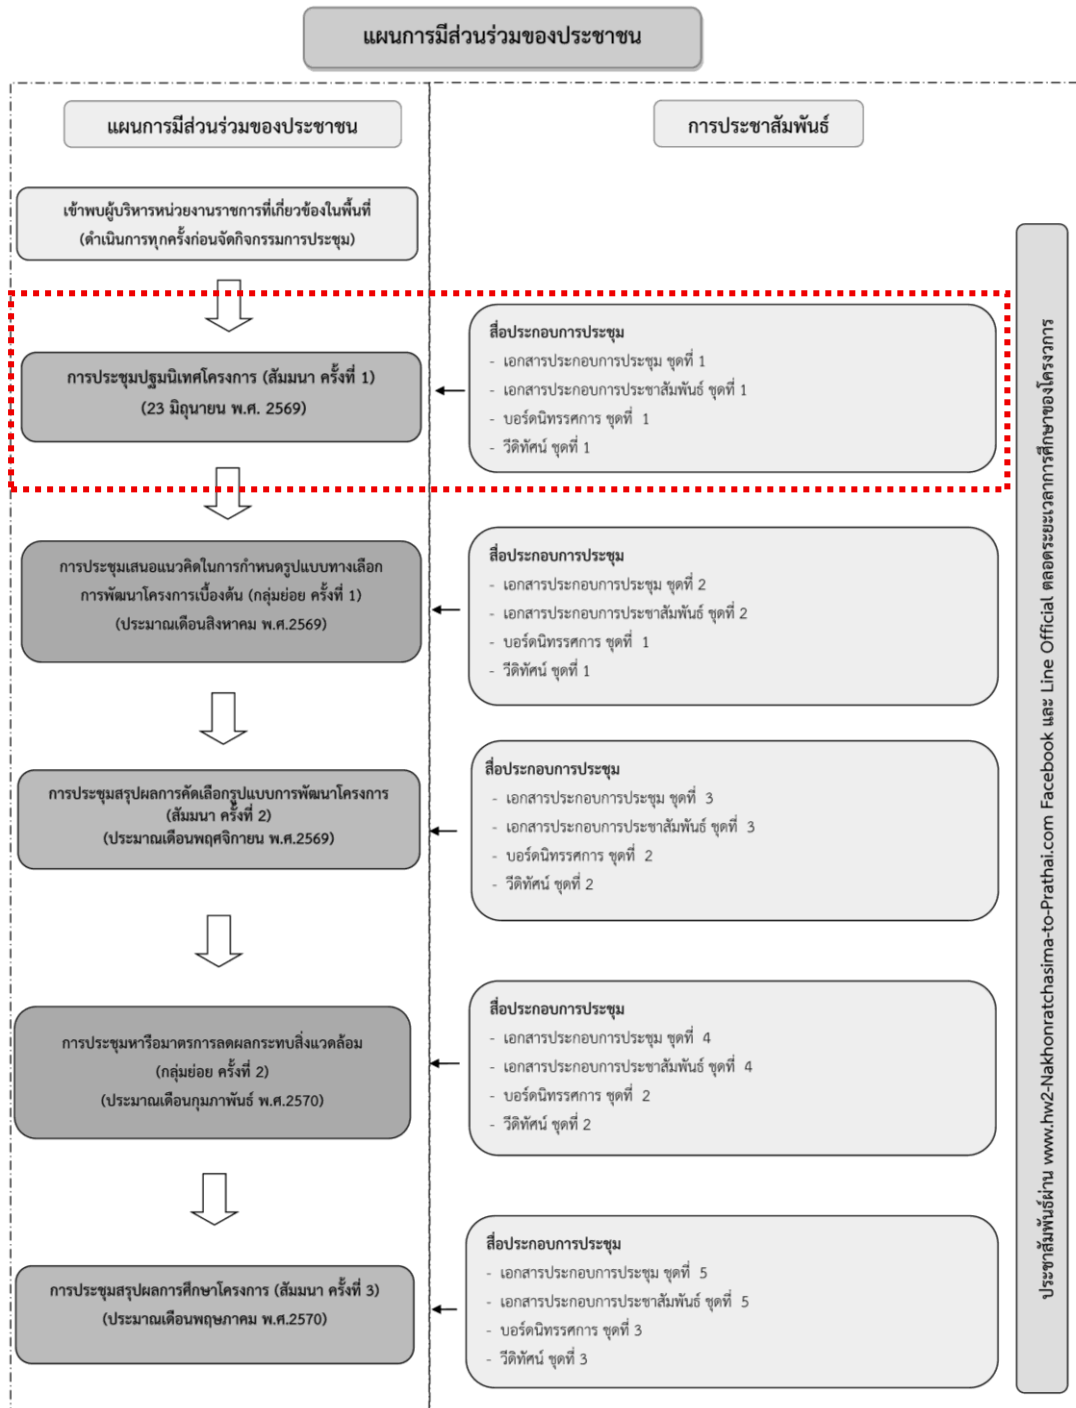 แผนการมีส่วนร่วมของประชาชน
แผนการมีส่วนร่วมของประชาชน
การประชาสัมพันธ์
เข้าพบผู้บริหารหน่วยงานราชการที่เกี่ยวข้องในพื้นที่
(ดำเนินการทุกครั้งก่อนจัดกิจกรรมการประชุม)
การประชุมปฐมนิเทศโครงการ (สัมมนา ครั้งที่ 1)
(23 มิถุนายน พ.ศ. 2569)
สื่อประกอบการประชุม
- เอกสารประกอบการประชุม ชุดที่ 1
- เอกสารประกอบการประชาสัมพันธ์ ชุดที่ 1
- บอร์ดนิทรรศการ ชุดที่ 1
- วีดิทัศน์ ชุดที่ 1
การประชุมเสนอแนวคิดในการกำหนดรูปแบบทางเลือก
การพัฒนาโครงการเบื้องต้น (กลุ่มย่อย ครั้งที่ 1)
(ประมาณเดือนสิงหาคม พ.ศ.2569)
สื่อประกอบการประชุม
- เอกสารประกอบการประชุม ชุดที่ 2
- เอกสารประกอบการประชาสัมพันธ์ ชุดที่ 2
- บอร์ดนิทรรศการ ชุดที่ 1
- วีดิทัศน์ ชุดที่ 1
การประชุมสรุปผลการคัดเลือกรูปแบบการพัฒนาโครงการ
(สัมมนา ครั้งที่ 2)
(ประมาณเดือนพฤศจิกายน พ.ศ.2569)
สื่อประกอบการประชุม
- เอกสารประกอบการประชุม ชุดที่ 3
- เอกสารประกอบการประชาสัมพันธ์ ชุดที่ 3
- บอร์ดนิทรรศการ ชุดที่ 2
- วีดิทัศน์ ชุดที่ 2
การประชุมหารือมาตรการลดผลกระทบสิ่งแวดล้อม
(กลุ่มย่อย ครั้งที่ 2)
(ประมาณเดือนกุมภาพันธ์ พ.ศ.2570)
สื่อประกอบการประชุม
- เอกสารประกอบการประชุม ชุดที่ 4
- เอกสารประกอบการประชาสัมพันธ์ ชุดที่ 4
- บอร์ดนิทรรศการ ชุดที่ 2
- วีดิทัศน์ ชุดที่ 2
การประชุมสรุปผลการศึกษาโครงการ (สัมมนา ครั้งที่ 3)
(ประมาณเดือนพฤษภาคม พ.ศ.2570)
สื่อประกอบการประชุม
- เอกสารประกอบการประชุม ชุดที่ 5
- เอกสารประกอบการประชาสัมพันธ์ ชุดที่ 5
- บอร์ดนิทรรศการ ชุดที่ 3
- วีดิทัศน์ ชุดที่ 3
ประชาสัมพันธ์ผ่าน www.hw2-Nakhonratchasima-to-Prathai.com Facebook และ Line Official ตลอดระยะเวลาการศึกษาของโครงวการ